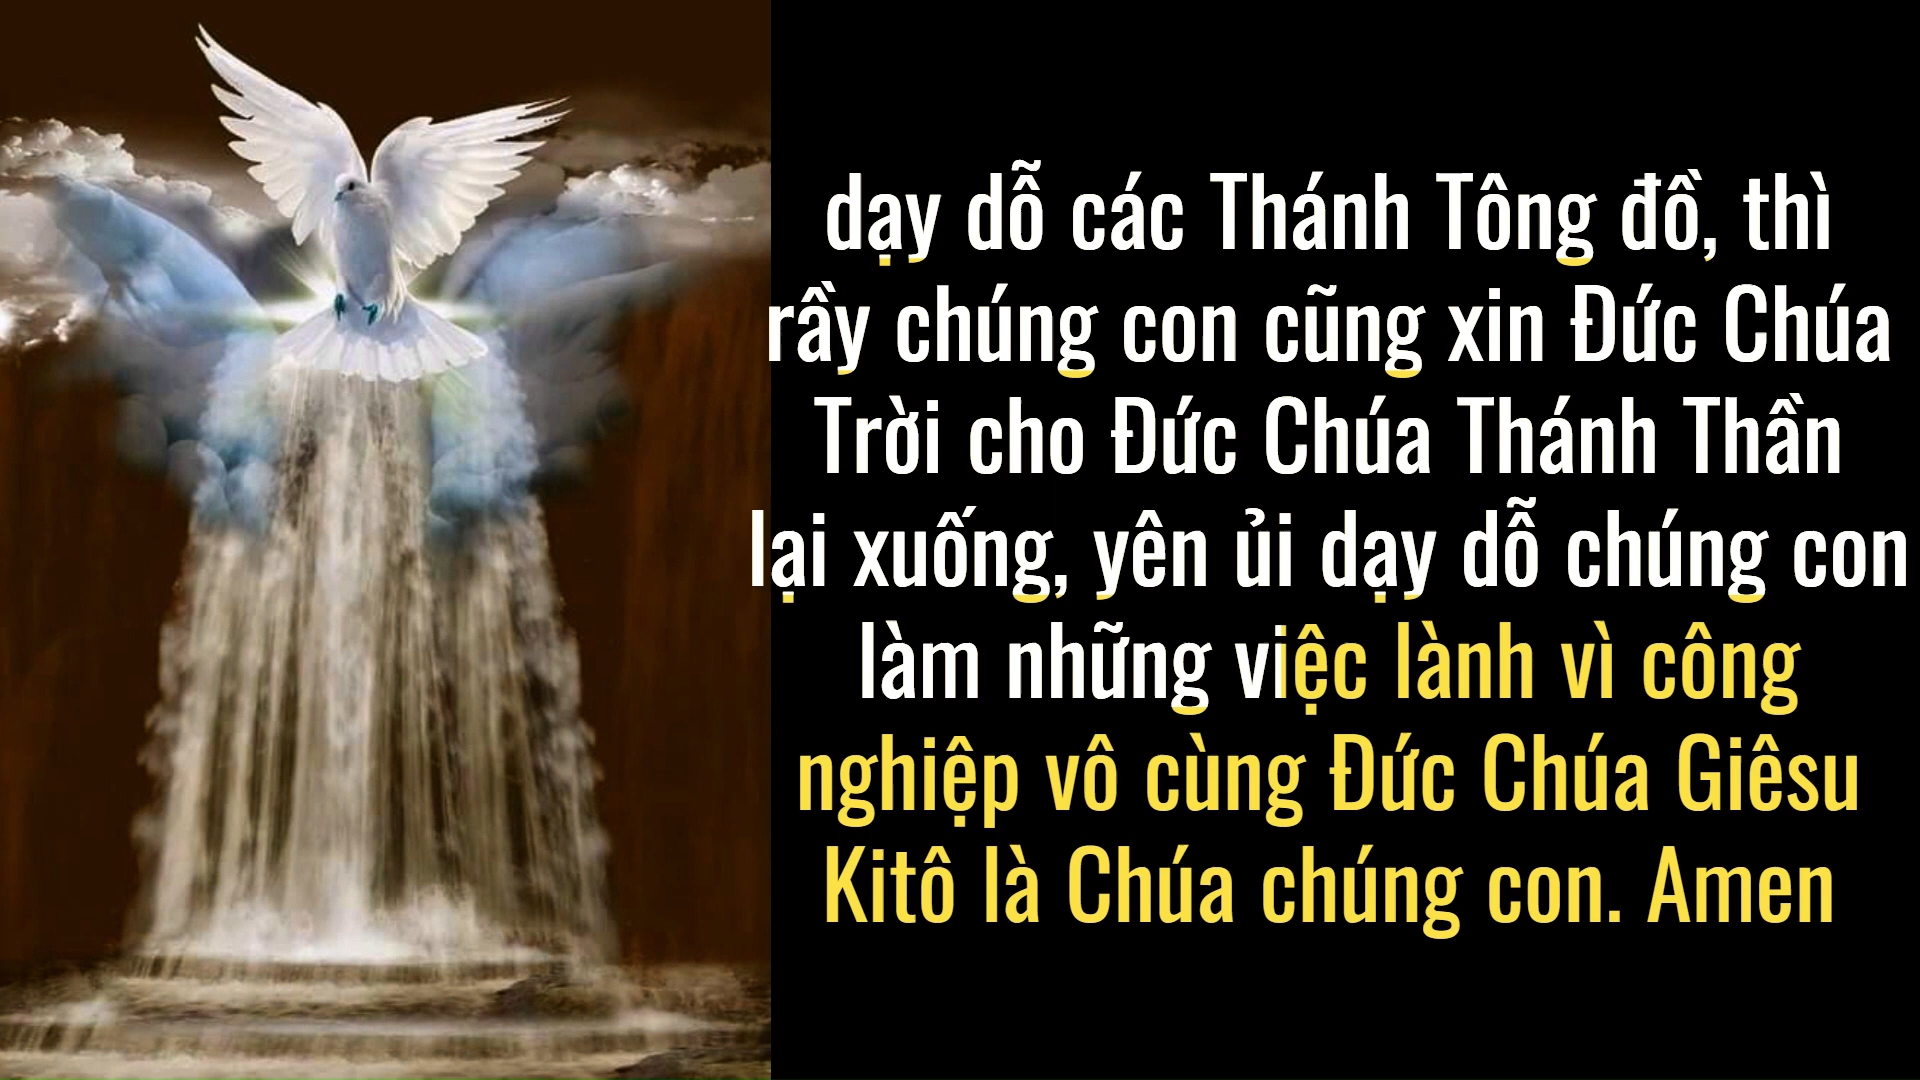 dạy dỗ các Thánh Tông đồ, thì
rầy chúng con cũng xin Đức Chúa
Trời cho Đức Chúa Thánh Thần
lại xuống, yên ủi dạy dỗ chúng con
làm những việc lành vì công
nghiệp vô cùng Đức Chúa Giêsu
Kitô là Chúa chúng con. Amen